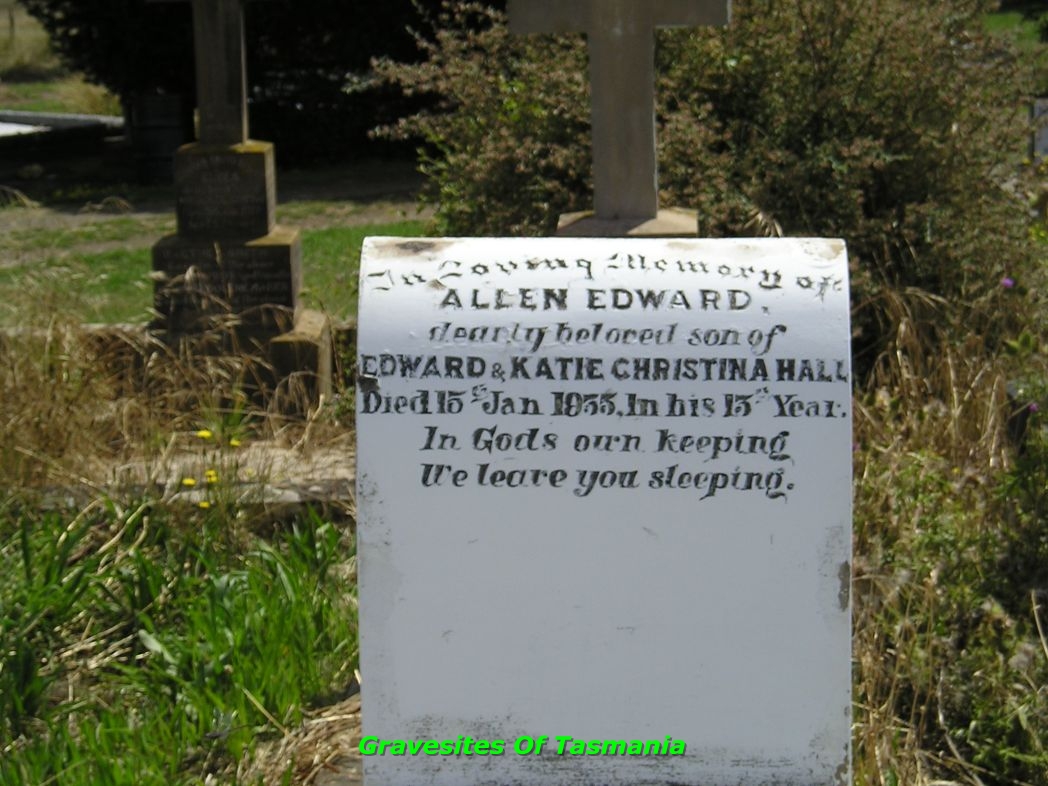 In Loving Memory of
ALLEN EDWARD,
dearly beloved son of
EDWARD & KATIE CHRISTINA HALL
Died 15th Jan 1933, In his 13th Year.
In Gods own keeping
We leave you sleeping.
Gravesites Of Tasmania